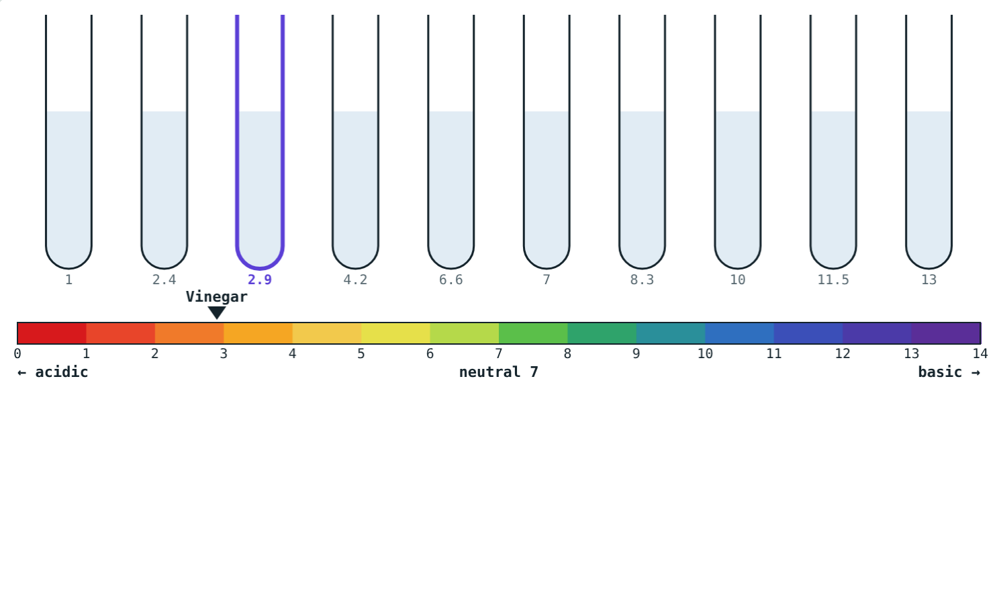 1 2.4 2.9 4.2 6.6 7 8.3 10 11.5 13
Vinegar
0 1 2 3 4 5 6 7 8 9 10 11 12 13 14
← acidic neutral 7 basic →